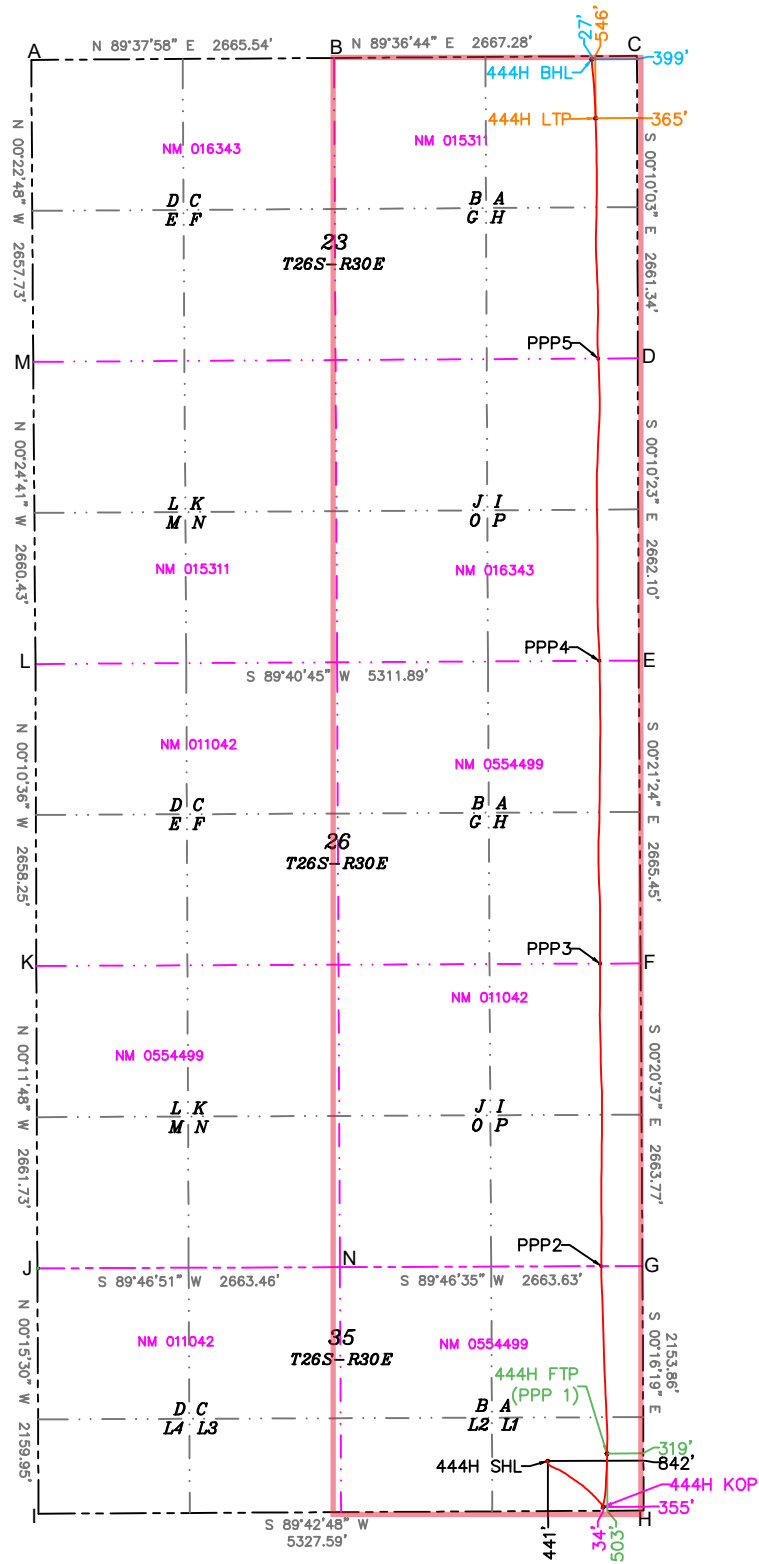 27'
546'
A
N 89°37'58" E 2665.54'
B
N 89°36'44" E 2667.28'
C
399'
444H BHL
444H LTP
365'
NM 016343
NM 015311
N 00°22'48" W 2657.73'
S 00°10'03" E 2661.34'
D C
E F
B A
G H
23
T26S-R30E
M
PPP5
D
N 00°24'41" W 2660.43'
S 00°10'23" E 2662.10'
L K
M N
J I
O P
NM 015311
NM 016343
L
PPP4
E
S 89°40'45" W 5311.89'
NM 011042
NM 0554499
N 00°10'36" W 2658.25'
S 00°21'24" E 2665.45'
D C
E F
B A
G H
26
T26S-R30E
K
PPP3
F
NM 011042
NM 0554499
N 00°11'48" W 2661.73'
S 00°20'37" E 2663.77'
L K
M N
J I
O P
PPP2
N
J
G
S 89°46'51" W 2663.46'
S 89°46'35" W 2663.63'
N 00°15'30" W 2159.95'
S 00°16'19" E
2153.86'
35
T26S-R30E
NM 011042
NM 0554499
444H FTP
(PPP 1)
D C
L4 L3
B A
L2 L1
319'
444H SHL
842'
444H KOP
355'
H
I
S 89°42'48" W
5327.59'
441'
34'
503'